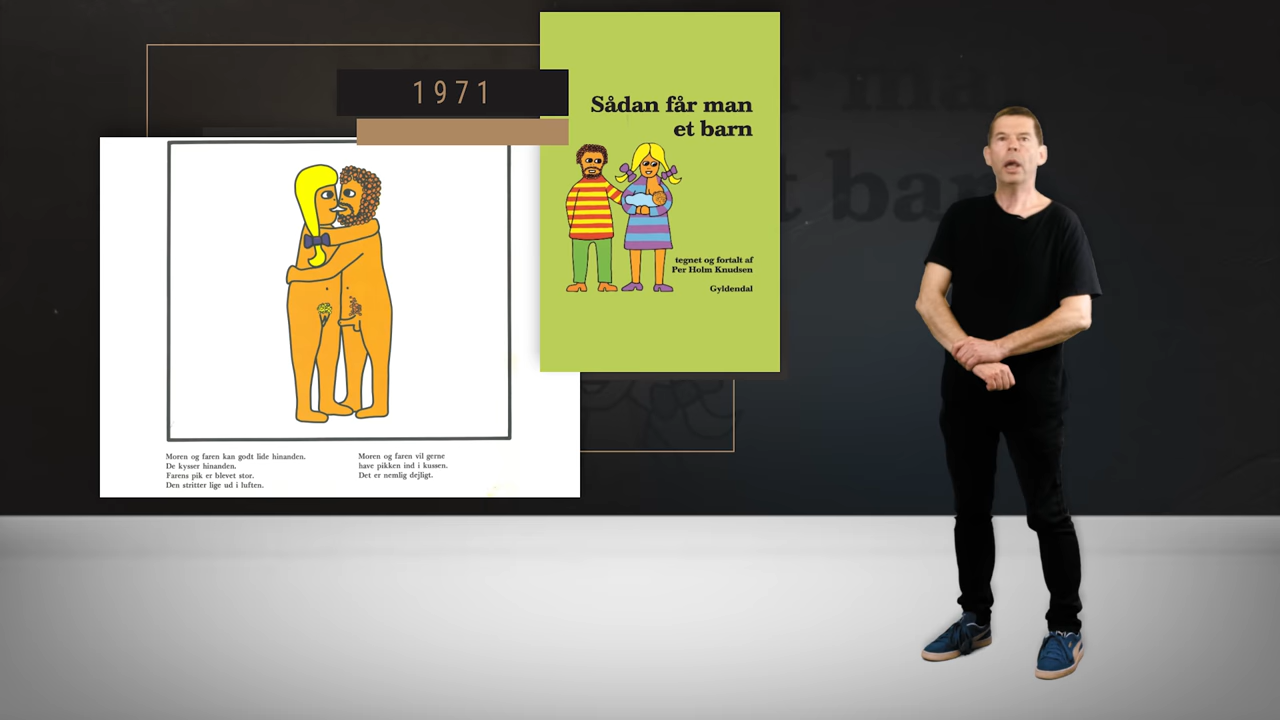 1971
Sådan får man
et barn
tegnet og fortalt af
Per Holm Knudsen
Gyldendal
Moren og faren kan godt lide hinanden.
De kysser hinanden.
Farens pik er blevet stor.
Den stritter lige ud i luften.
Moren og faren vil gerne
have pikken ind i kussen.
Det er nemlig dejligt.